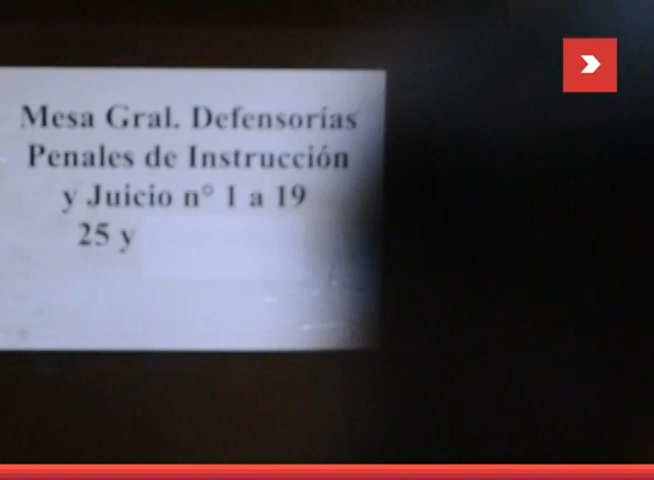 Mesa Gral. Defensorías
Penales de Instrucción
y Juicio n° 1 a 19
25 y